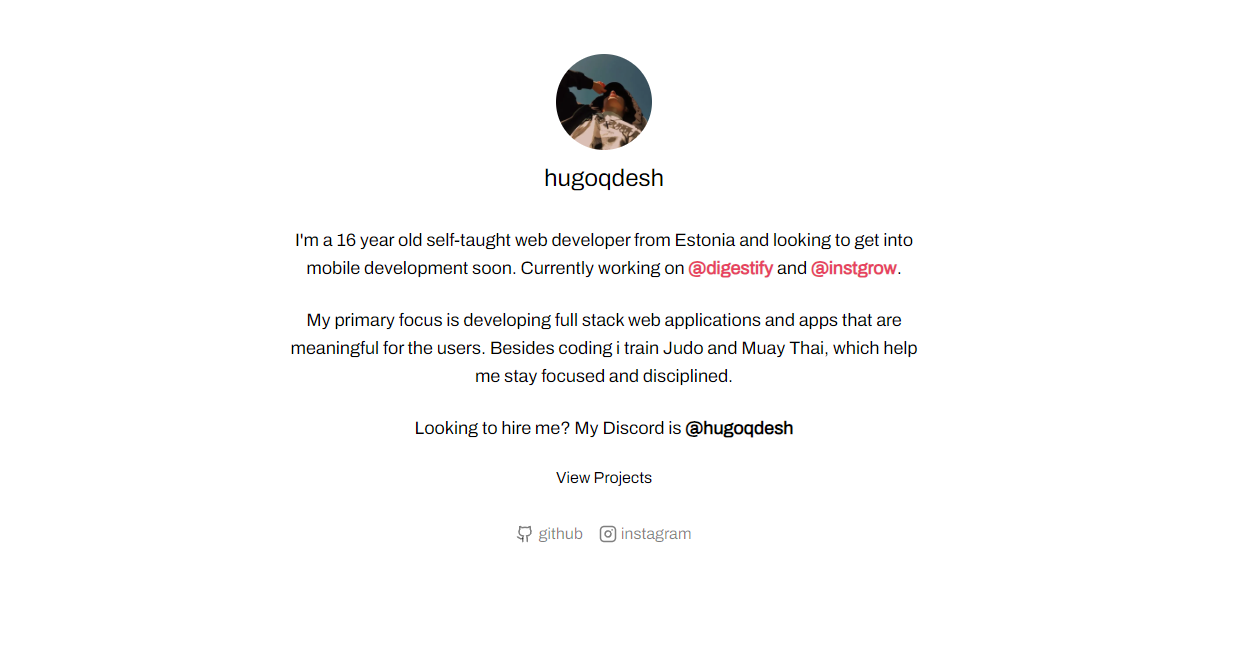 hugoqdesh
I'm a 16 year old self-taught web developer from Estonia and looking to get into
mobile development soon. Currently working on @digestify and @instgrow.
My primary focus is developing full stack web applications and apps that are
meaningful for the users. Besides coding i train Judo and Muay Thai, which help
me stay focused and disciplined.
Looking to hire me? My Discord is @hugoqdesh
View Projects
github instagram